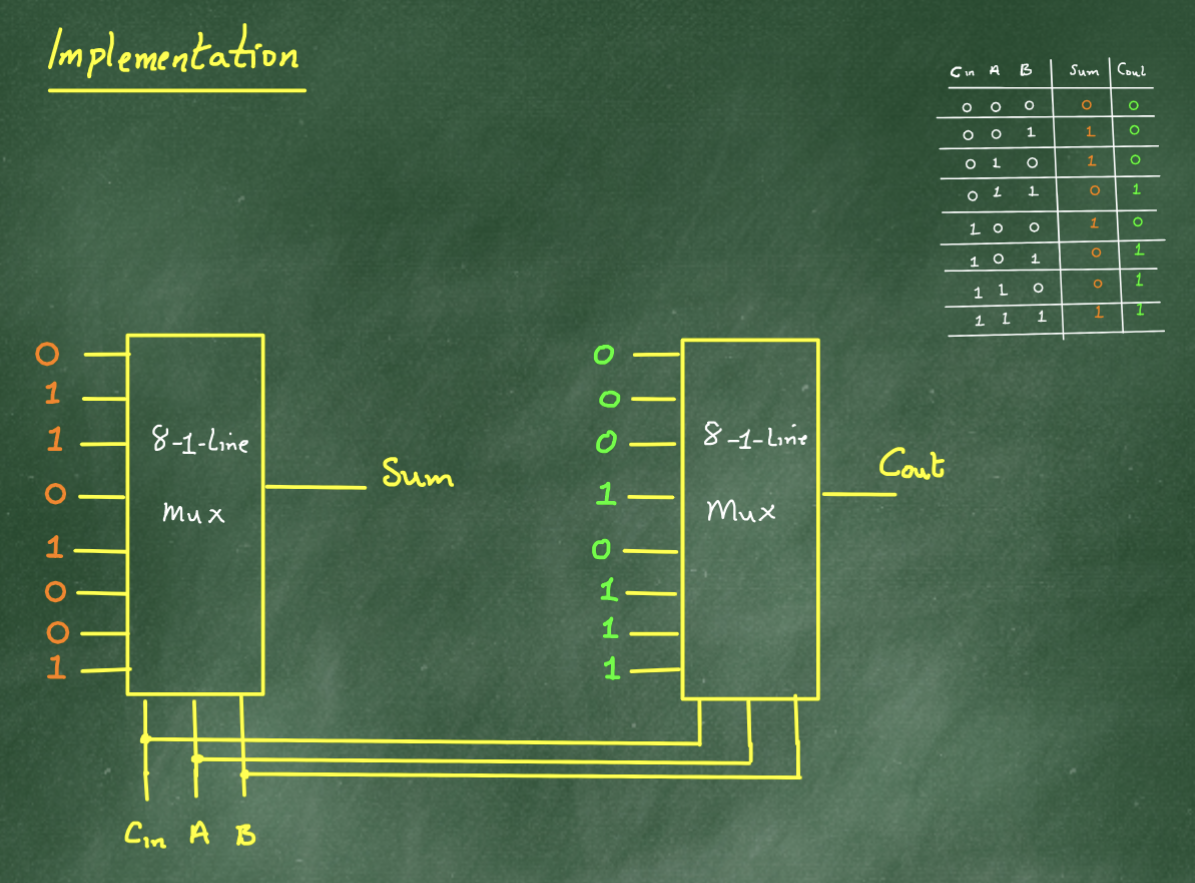 Implementation
Cin A B Sum Cout
0 0 0 0 0
0 0 1 1 0
0 1 0 1 0
0 1 1 0 1
1 0 0 1 0
1 0 1 0 1
1 1 0 0 1
1 1 1 1 1
0
1
1
0
1
0
0
1
8-1-Line
Mux
Sum
0
0
0
1
0
1
1
1
8-1-Line
Mux
Cout
Cin A B